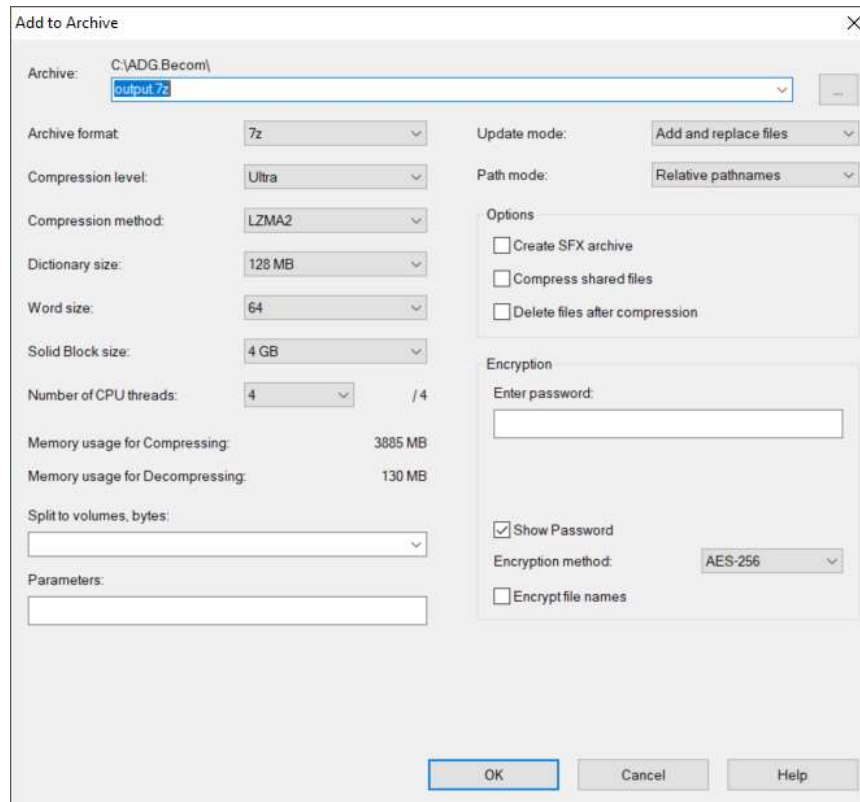 Add to Archive
Archive:
C:\ADG.Becom\
output.7z
...
Archive format:
7z
Compression level:
Ultra
Compression method:
LZMA2
Dictionary size:
128 MB
Word size:
64
Solid Block size:
4 GB
Number of CPU threads:
4
/ 4
Memory usage for Compressing:
3885 MB
Memory usage for Decompressing:
130 MB
Split to volumes, bytes:
Parameters:
Update mode:
Add and replace files
Path mode:
Relative pathnames
Options
Create SFX archive
Compress shared files
Delete files after compression
Encryption
Enter password:
Show Password
Encryption method:
AES-256
Encrypt file names
OK
Cancel
Help